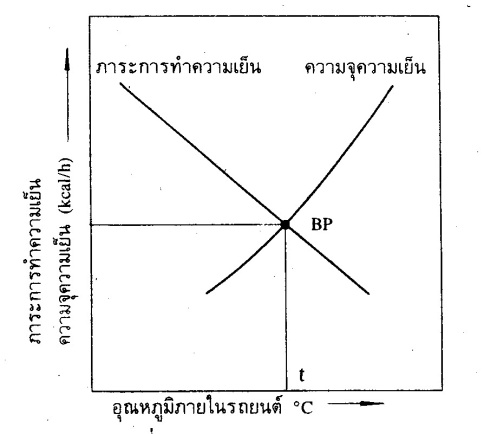 ภาระการทำความเย็น
ความจุความเย็น
ภาระการทำความเย็น
ความจุความเย็น (kcal/h)
BP
t
อุณหภูมิภายในรถยนต์ °C